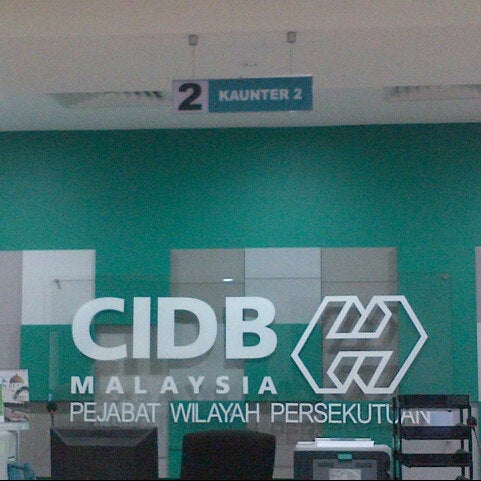 2 KAUNTER 2
CIDB
MALAYSIA
PEJABAT WILAYAH PERSEKUTUAN